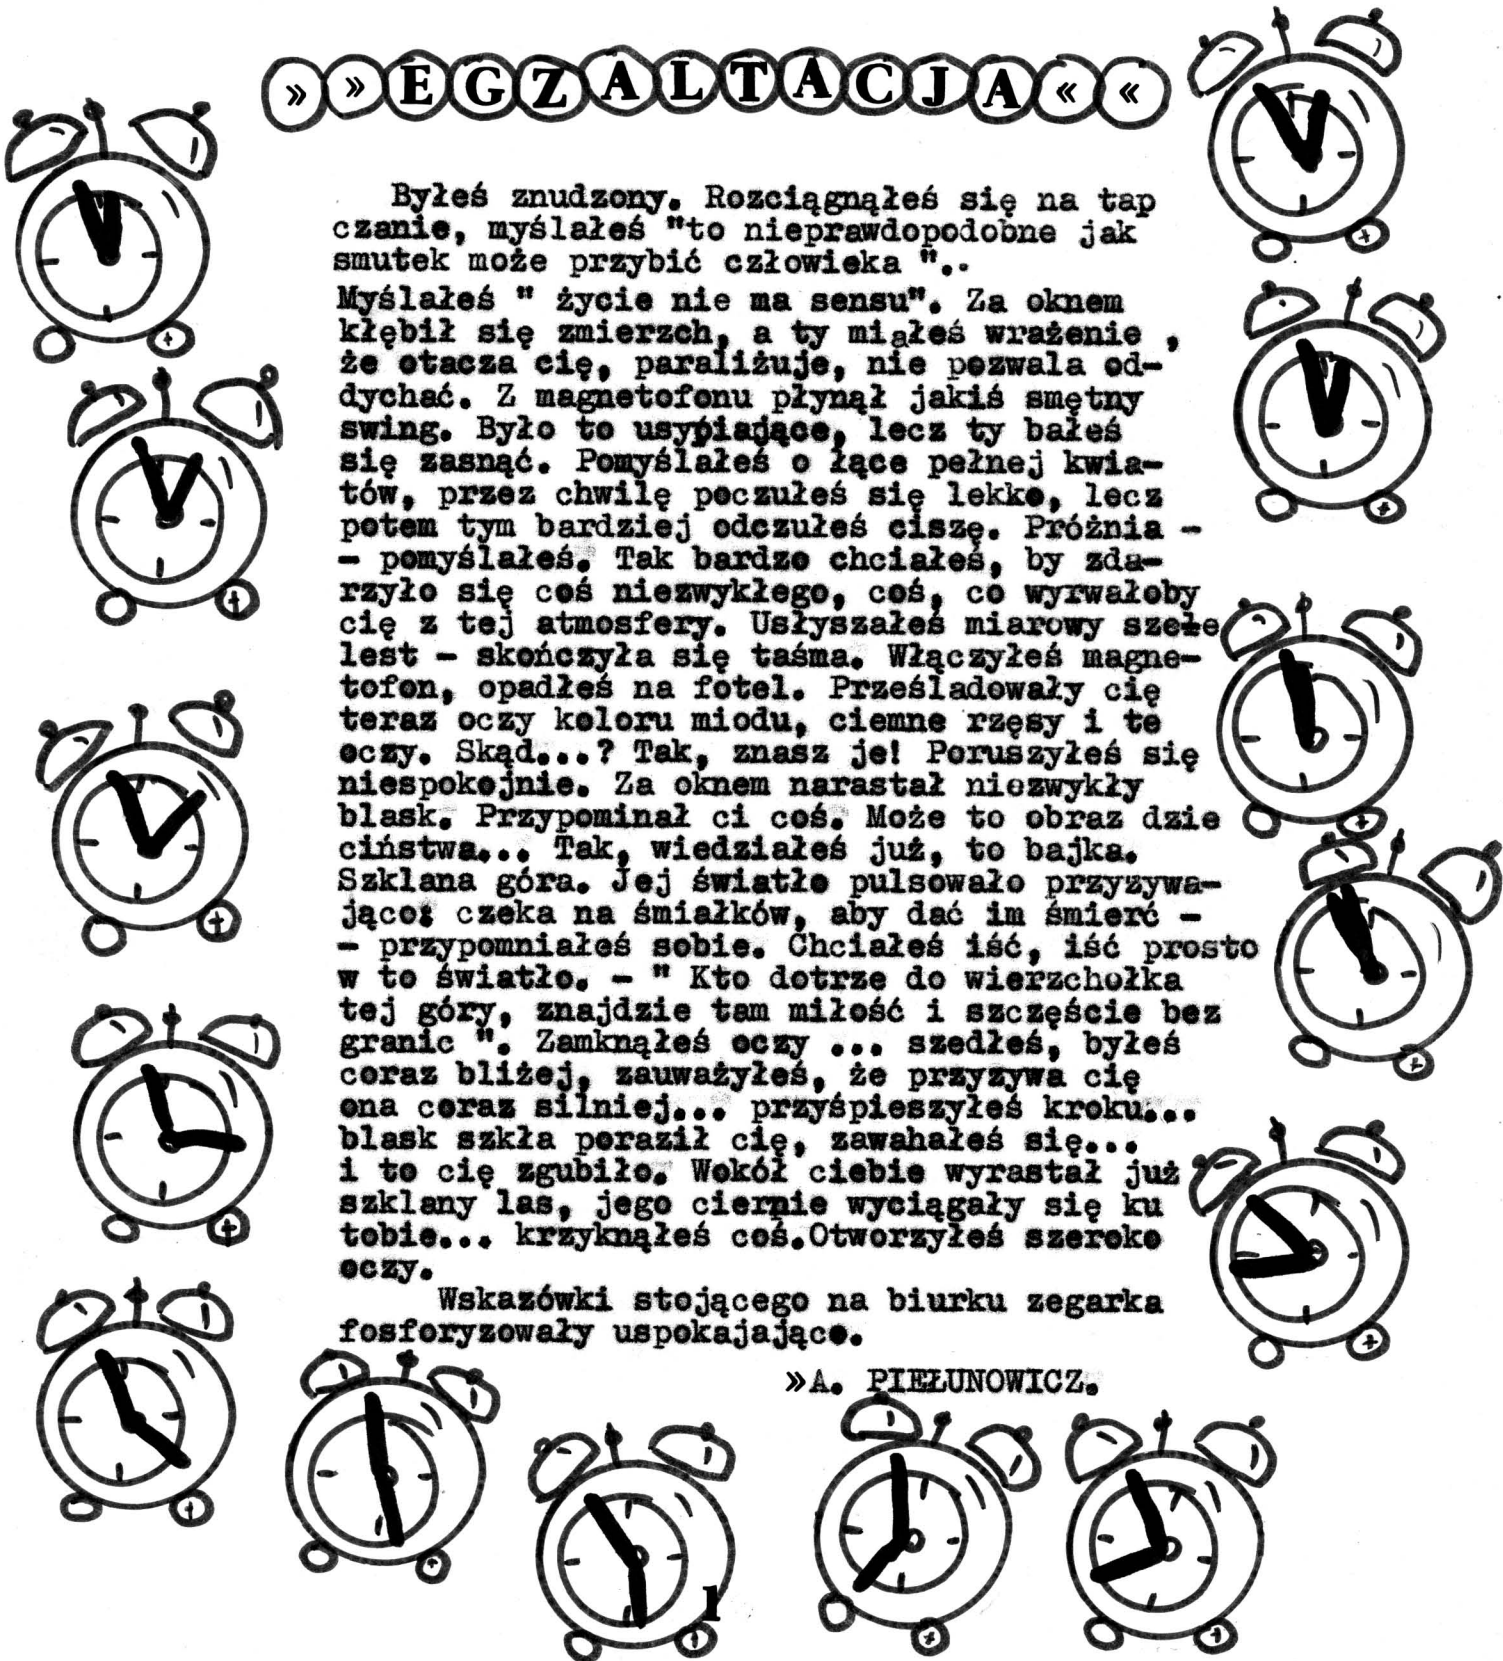 » » E G Z A L T A C J A « «
Byłeś znudzony. Rozciągnąłeś się na tap
czanie, myślałeś "to nieprawdopodobne jak
smutek może przybić człowieka "..
Myślałeś " życie nie ma sensu". Za oknem
kłębił się zmierzch, a ty miałeś wrażenie ,
że otacza cię, paraliżuje, nie pozwala od-
dychać. Z magnetofonu płynął jakiś smętny
swing. Było to usypiające, lecz ty bałeś
się zasnąć. Pomyślałeś o łące pełnej kwia-
tów, przez chwilę poczułeś się lekko, lecz
potem tym bardziej odczułeś ciszę. Próżnia -
- pomyślałeś. Tak bardzo chciałeś, by zda-
rzyło się coś niezwykłego, coś, co wyrwałoby
cię z tej atmosfery. Usłyszałeś miarowy szełe
lest - skończyła się taśma. Włączyłeś magne-
tofon, opadłeś na fotel. Prześladowały cię
teraz oczy koloru miodu, ciemne rzęsy i te
oczy. Skąd...? Tak, znasz je! Poruszyłeś się
niespokojnie. Za oknem narastał niezwykły
blask. Przypominał ci coś. Może to obraz dzie
ciństwa... Tak, wiedziałeś już, to bajka.
Szklana góra. Jej światło pulsowało przyzywa-
jąco: czeka na śmiałków, aby dać im śmierć -
- przypomniałeś sobie. Chciałeś iść, iść prosto
w to światło. - " Kto dotrze do wierzchołka
tej góry, znajdzie tam miłość i szczęście bez
granic ". Zamknąłeś oczy ... szedłeś, byłeś
coraz bliżej, zauważyłeś, że przyzywa cię
ona coraz silniej... przyśpieszyłeś kroku...
blask szkła poraził cię, zawahałeś się...
i to cię zgubiło. Wokół ciebie wyrastał już
szklany las, jego ciernie wyciągały się ku
tobie... krzyknąłeś coś.Otworzyłeś szeroko
oczy.
Wskazówki stojącego na biurku zegarka
fosforyzowały uspokajająco.
»A. PIEŁUNOWICZ.
1